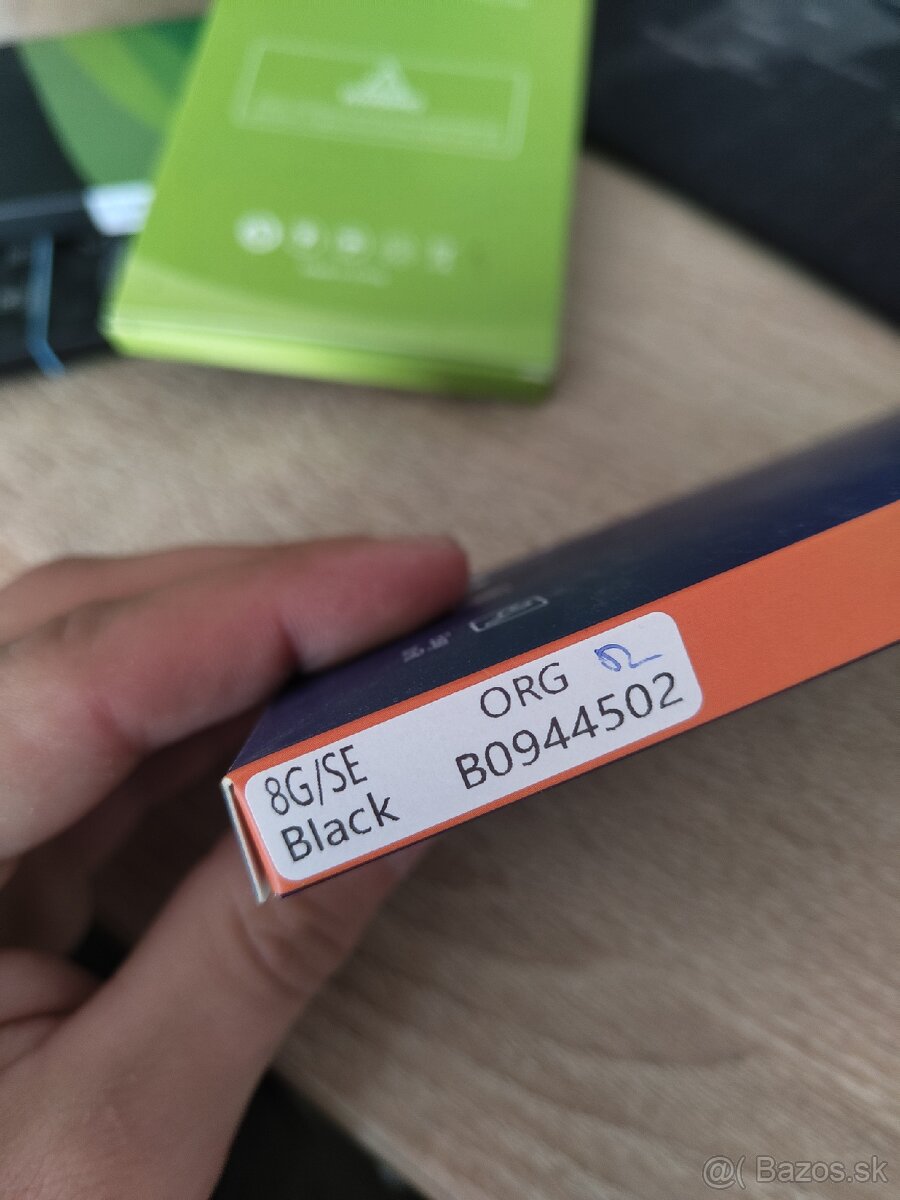 ORG
8G/SE B0944502
Black
@( Bazos.sk